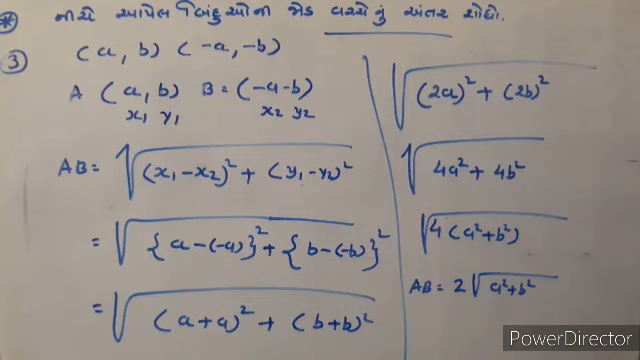 * નીચે આપેલ બિંદુઓની જોડ વચ્ચેનું અંતર શોધો.
③ (a, b) (-a, -b)
A (a, b) B = (-a -b)
x₁ y₁ x₂ y₂
AB = √(x₁-x₂)² + (y₁-y₂)²
= √{a-(-a)}² + {b-(-b)}²
= √(a+a)² + (b+b)²
√(2a)² + (2b)²
√4a² + 4b²
√4(a²+b²)
AB = 2√a²+b²
PowerDirector